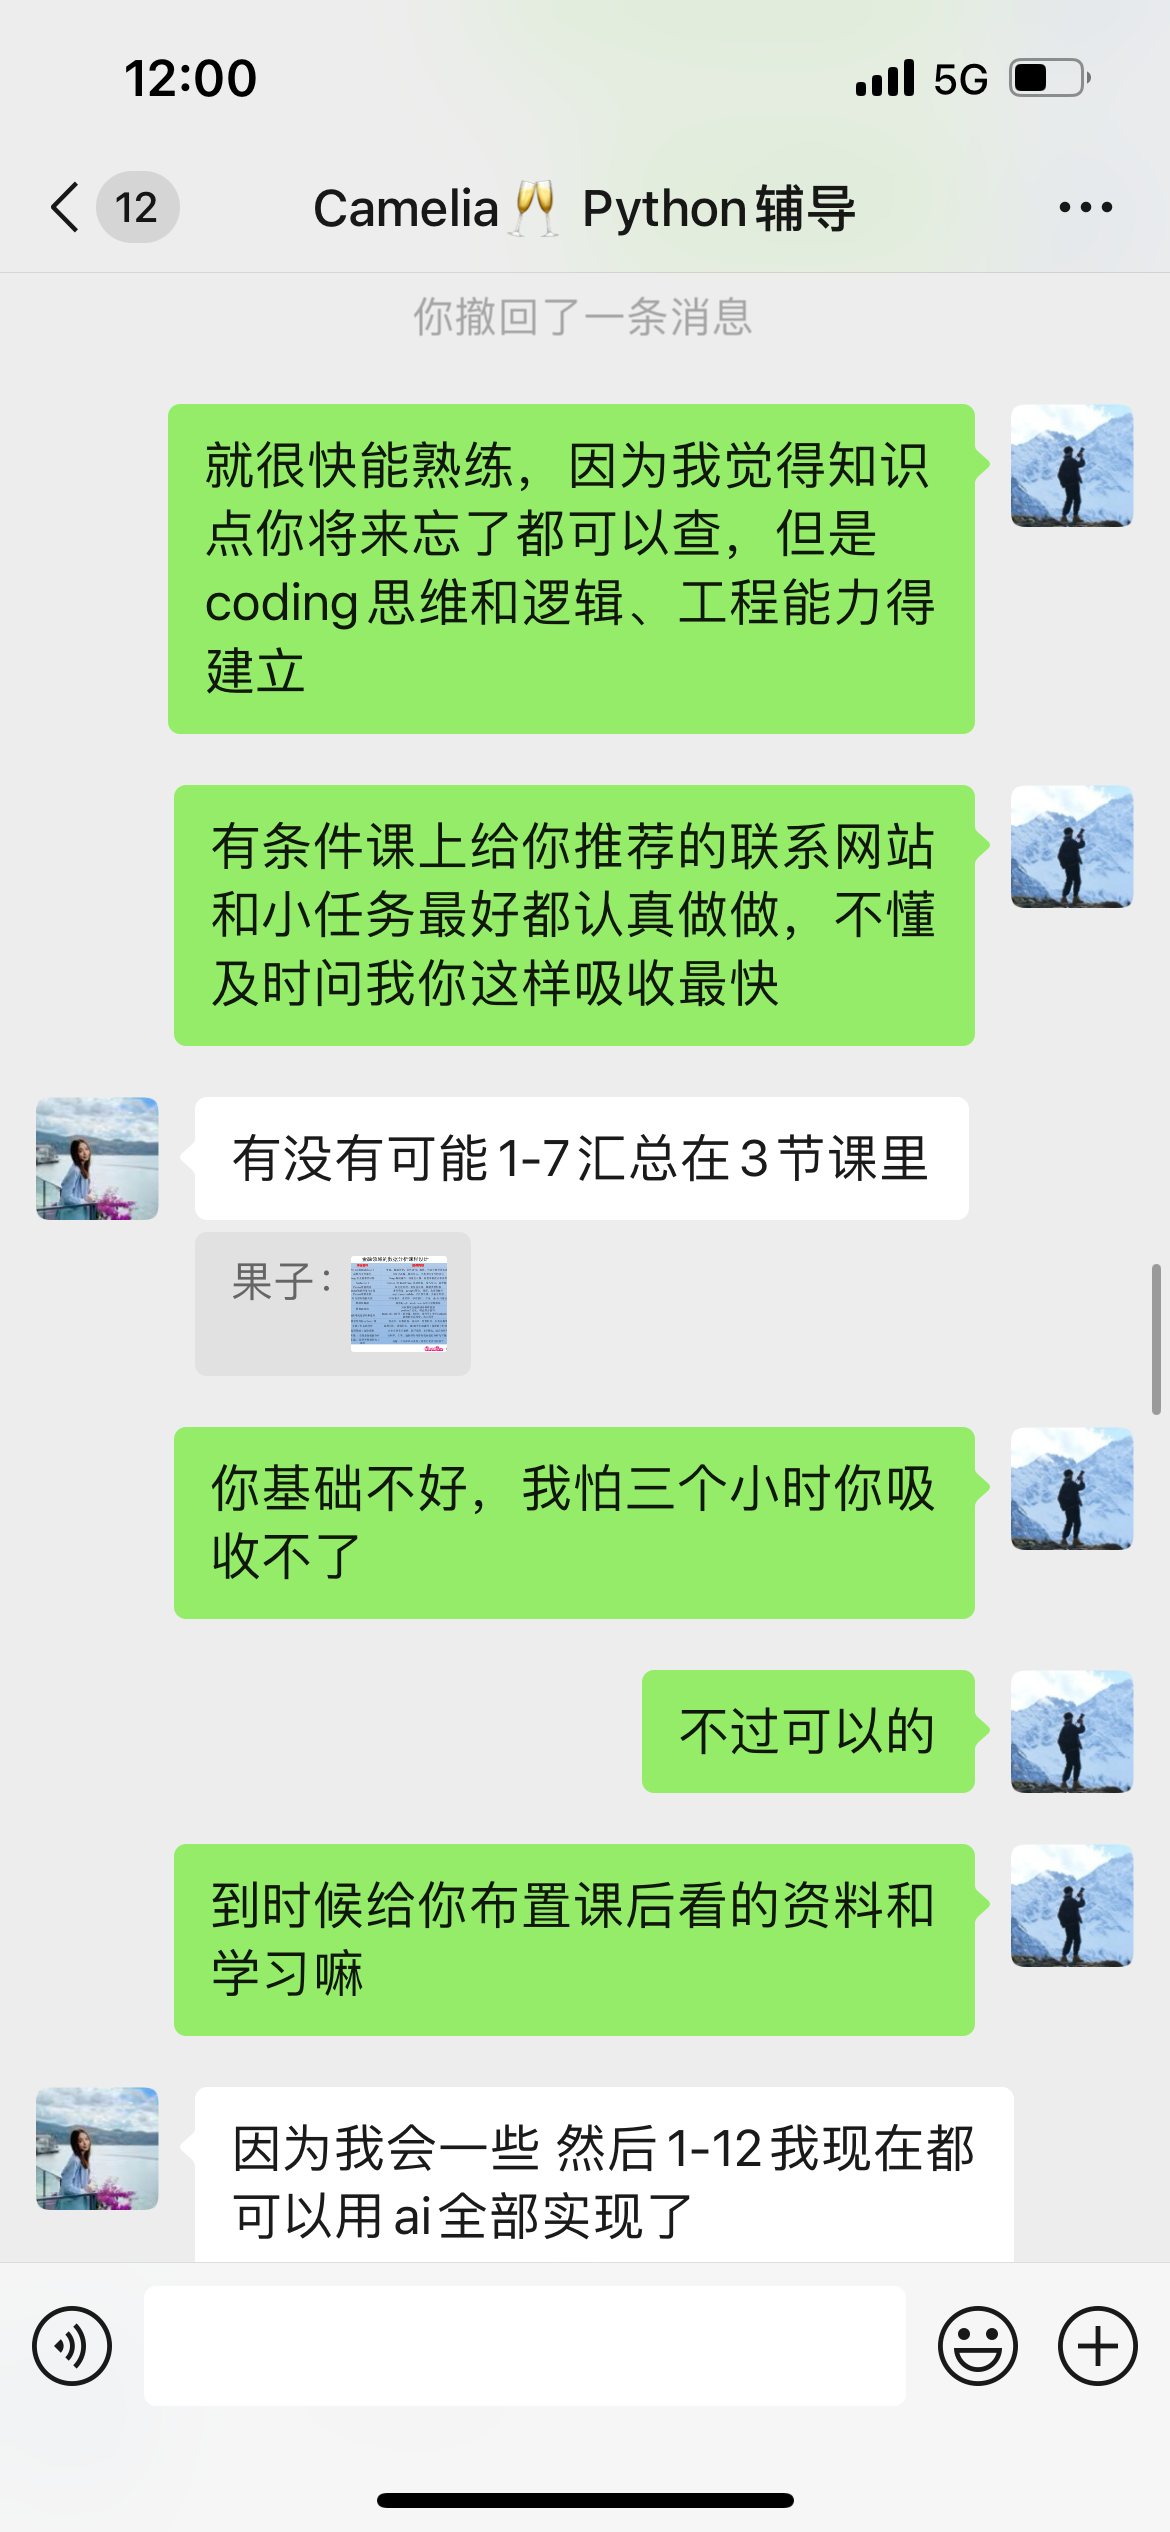 12:00
5G
12
Camelia🥂 Python辅导
你撤回了一条消息
就很快能熟练，因为我觉得知识
点你将来忘了都可以查，但是
coding思维和逻辑、工程能力得
建立
有条件课上给你推荐的联系网站
和小任务最好都认真做做，不懂
及时问我你这样吸收最快
有没有可能1-7汇总在3节课里
果子：
你基础不好，我怕三个小时你吸
收不了
不过可以的
到时候给你布置课后看的资料和
学习嘛
因为我会一些 然后1-12我现在都
可以用ai全部实现了